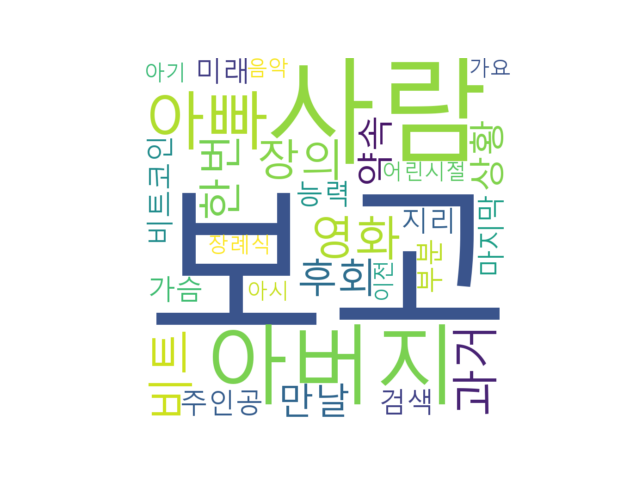 아기
미래
음악
사람
가요
아빠
한번
장의
약속
어린시절
상황
비트코인
능력
보고
장례식
영화
지리
마지막
가슴
아시
후회
이전
부분
비트
아버지
과거
주인공
만날
검색